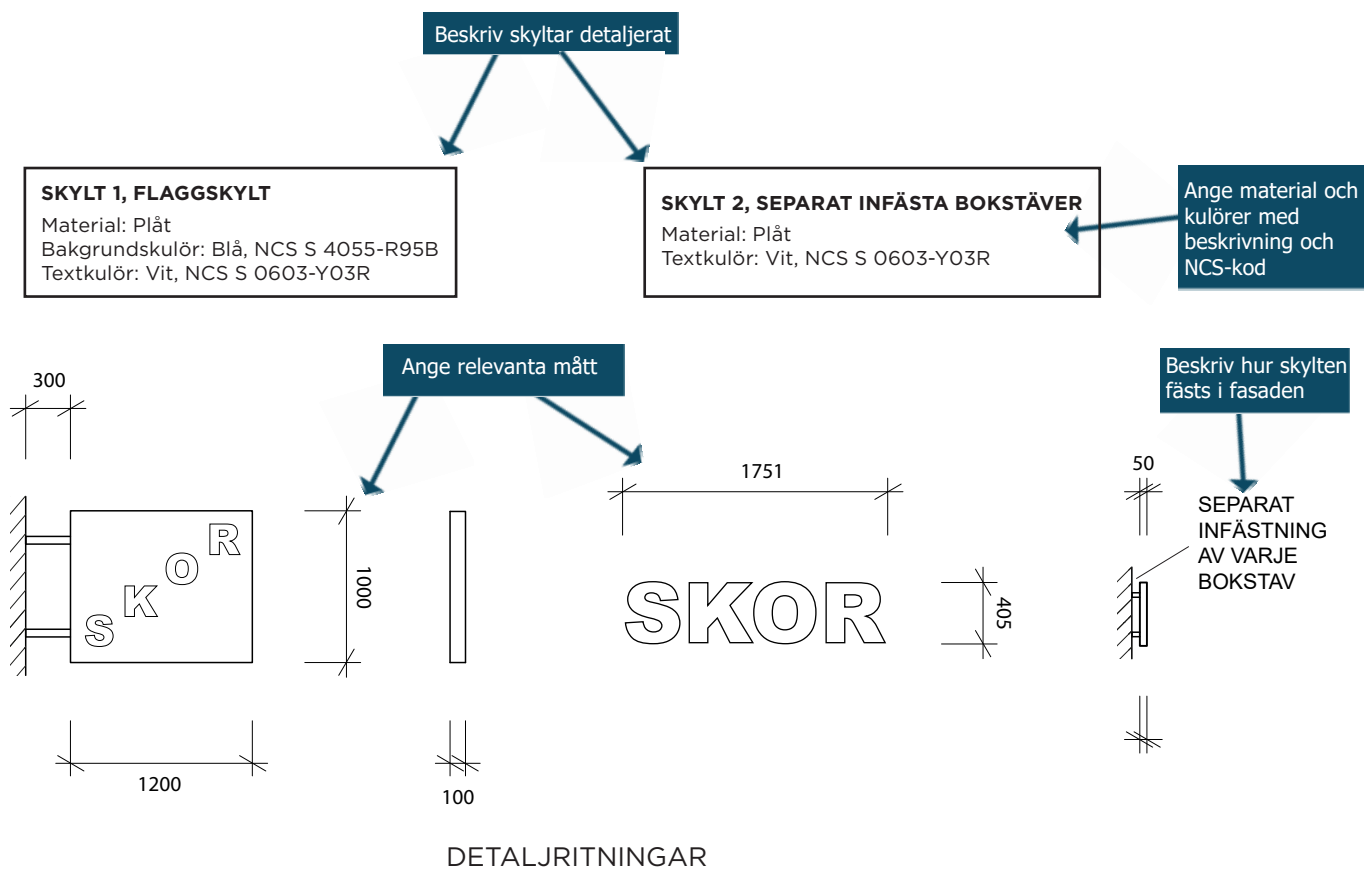 Beskriv skyltar detaljerat
SKYLT 1, FLAGGSKYLT
Material: Plåt
Bakgrundskulör: Blå, NCS S 4055-R95B
Textkulör: Vit, NCS S 0603-Y03R
SKYLT 2, SEPARAT INFÄSTA BOKSTÄVER
Material: Plåt
Textkulör: Vit, NCS S 0603-Y03R
Ange material och
kulörer med
beskrivning och
NCS-kod
Ange relevanta mått
Beskriv hur skylten
fästs i fasaden
300
SKOR
1000
1200
100
1751
SKOR
405
50
SEPARAT
INFÄSTNING
AV VARJE
BOKSTAV
DETALJRITNINGAR